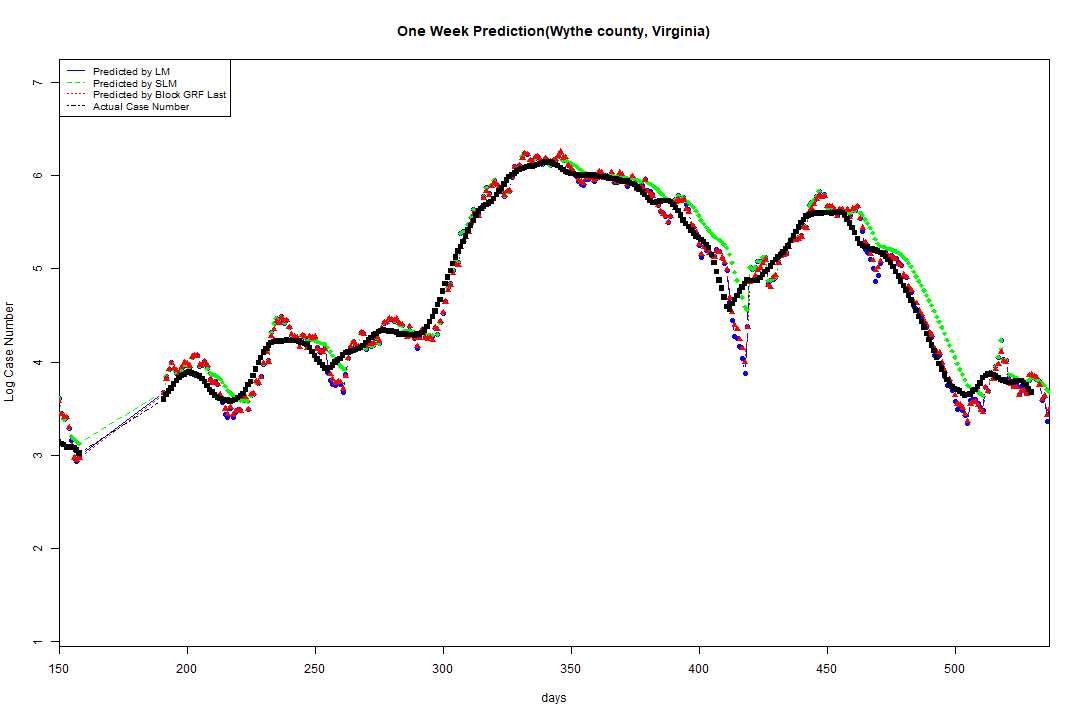 One Week Prediction(Wythe county, Virginia)
Predicted by LM
Predicted by SLM
Predicted by Block GRF Last
Actual Case Number
7
6
5
4
3
2
1
Log Case Number
150 200 250 300 350 400 450 500
days